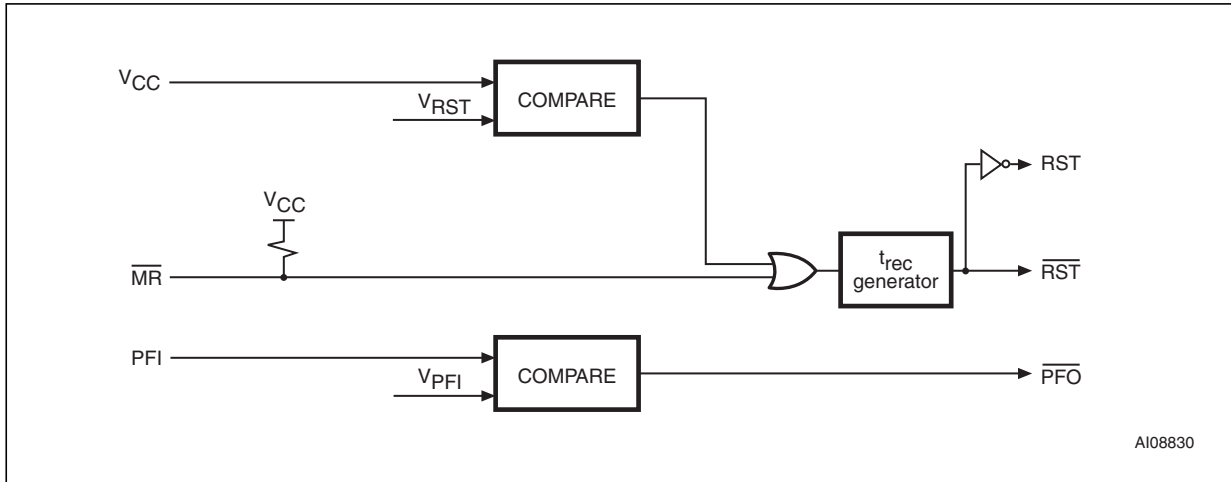 VCC
VRST
COMPARE
RST
VCC
MR
trec
generator
RST
PFI
VPFI
COMPARE
PFO
AI08830